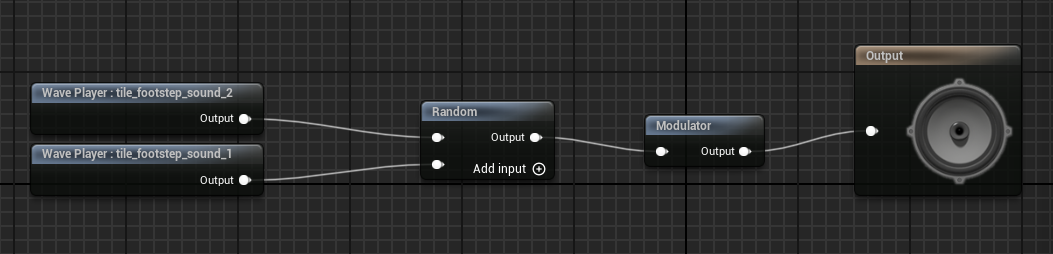 Wave Player : tile_footstep_sound_2
Output
Wave Player : tile_footstep_sound_1
Output
Random
Output
Add input
Modulator
Output
Output